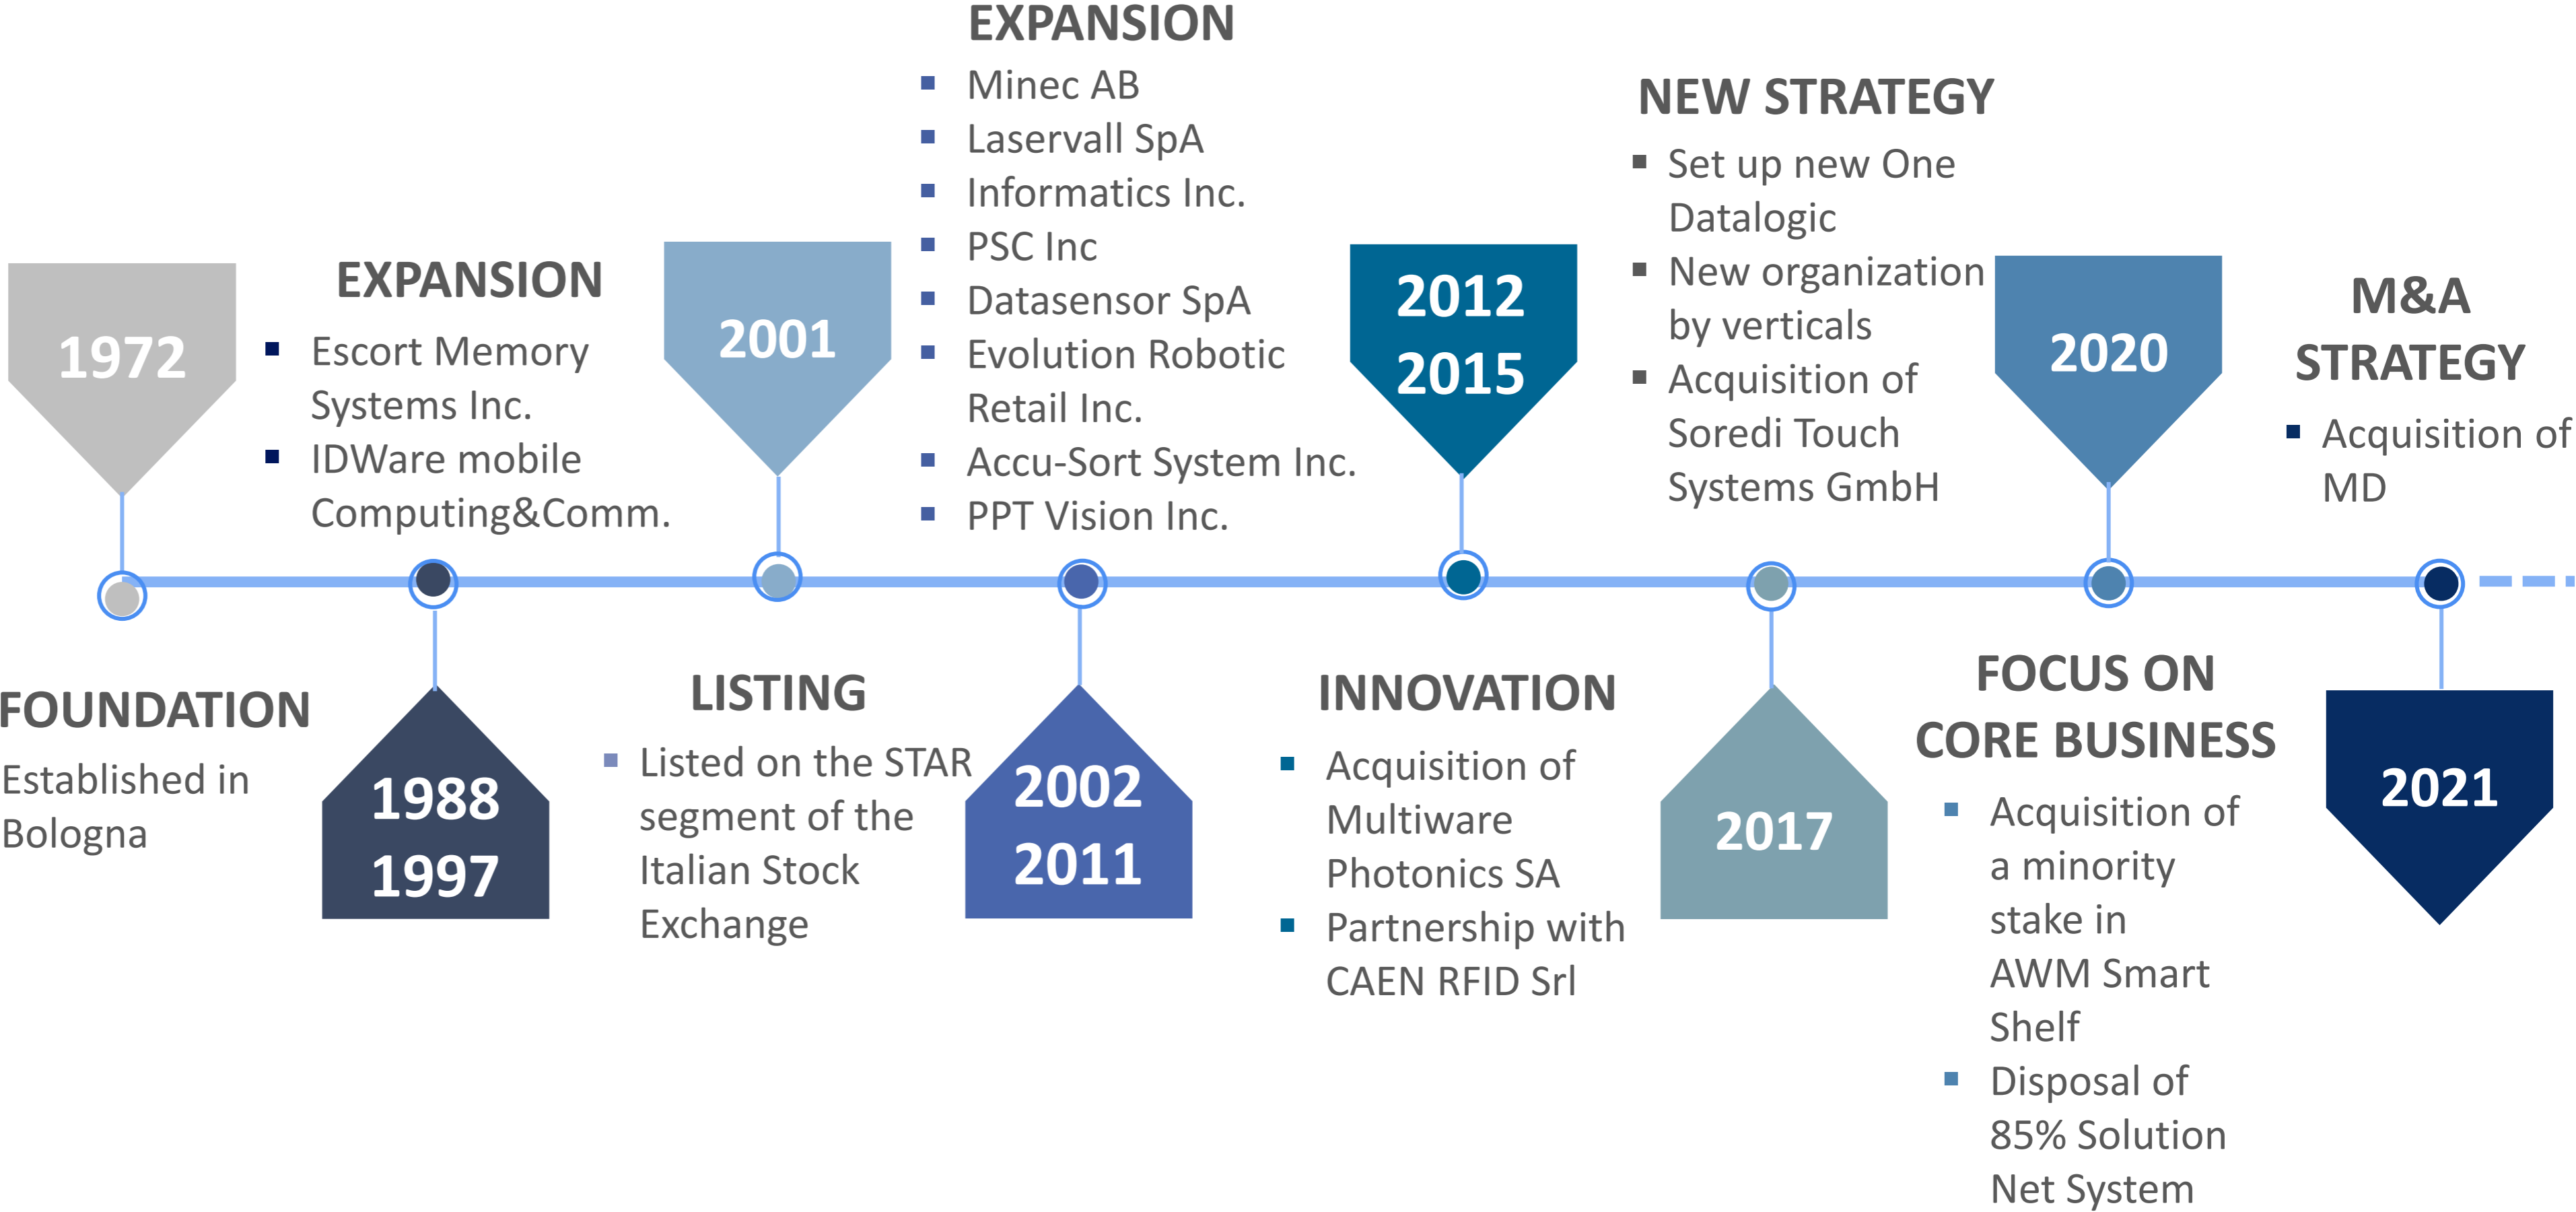 1972
FOUNDATION
Established in
Bologna
EXPANSION
Escort Memory
Systems Inc.
IDWare mobile
Computing&Comm.
1988
1997
2001
LISTING
Listed on the STAR
segment of the
Italian Stock
Exchange
EXPANSION
Minec AB
Laservall SpA
Informatics Inc.
PSC Inc
Datasensor SpA
Evolution Robotic
Retail Inc.
Accu-Sort System Inc.
PPT Vision Inc.
2002
2011
2012
2015
INNOVATION
Acquisition of
Multiware
Photonics SA
Partnership with
CAEN RFID Srl
NEW STRATEGY
Set up new One
Datalogic
New organization
by verticals
Acquisition of
Soredi Touch
Systems GmbH
2017
2020
FOCUS ON
CORE BUSINESS
Acquisition of
a minority
stake in
AWM Smart
Shelf
Disposal of
85% Solution
Net System
M&A
STRATEGY
Acquisition of
MD
2021